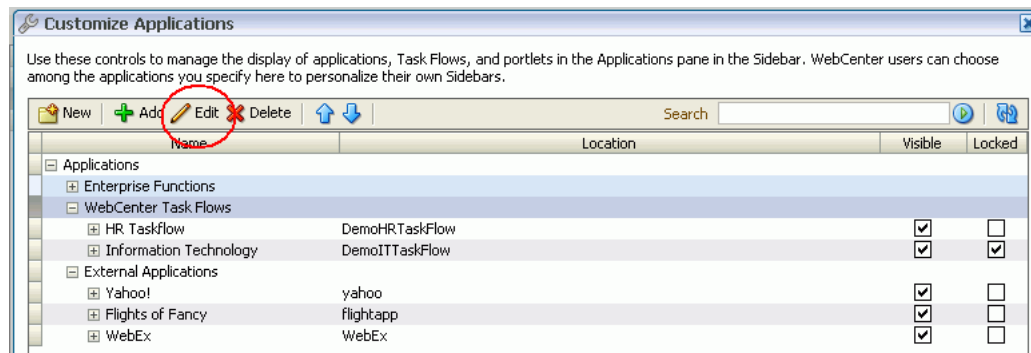 Customize Applications
Use these controls to manage the display of applications, Task Flows, and portlets in the Applications pane in the Sidebar. WebCenter users can choose
among the applications you specify here to personalize their own Sidebars.
New Add Edit Delete Search
Name Location Visible Locked
Applications
Enterprise Functions
WebCenter Task Flows
HR Taskflow DemoHRTaskFlow
Information Technology DemoITTaskFlow
External Applications
Yahoo! yahoo
Flights of Fancy flightapp
WebEx WebEx